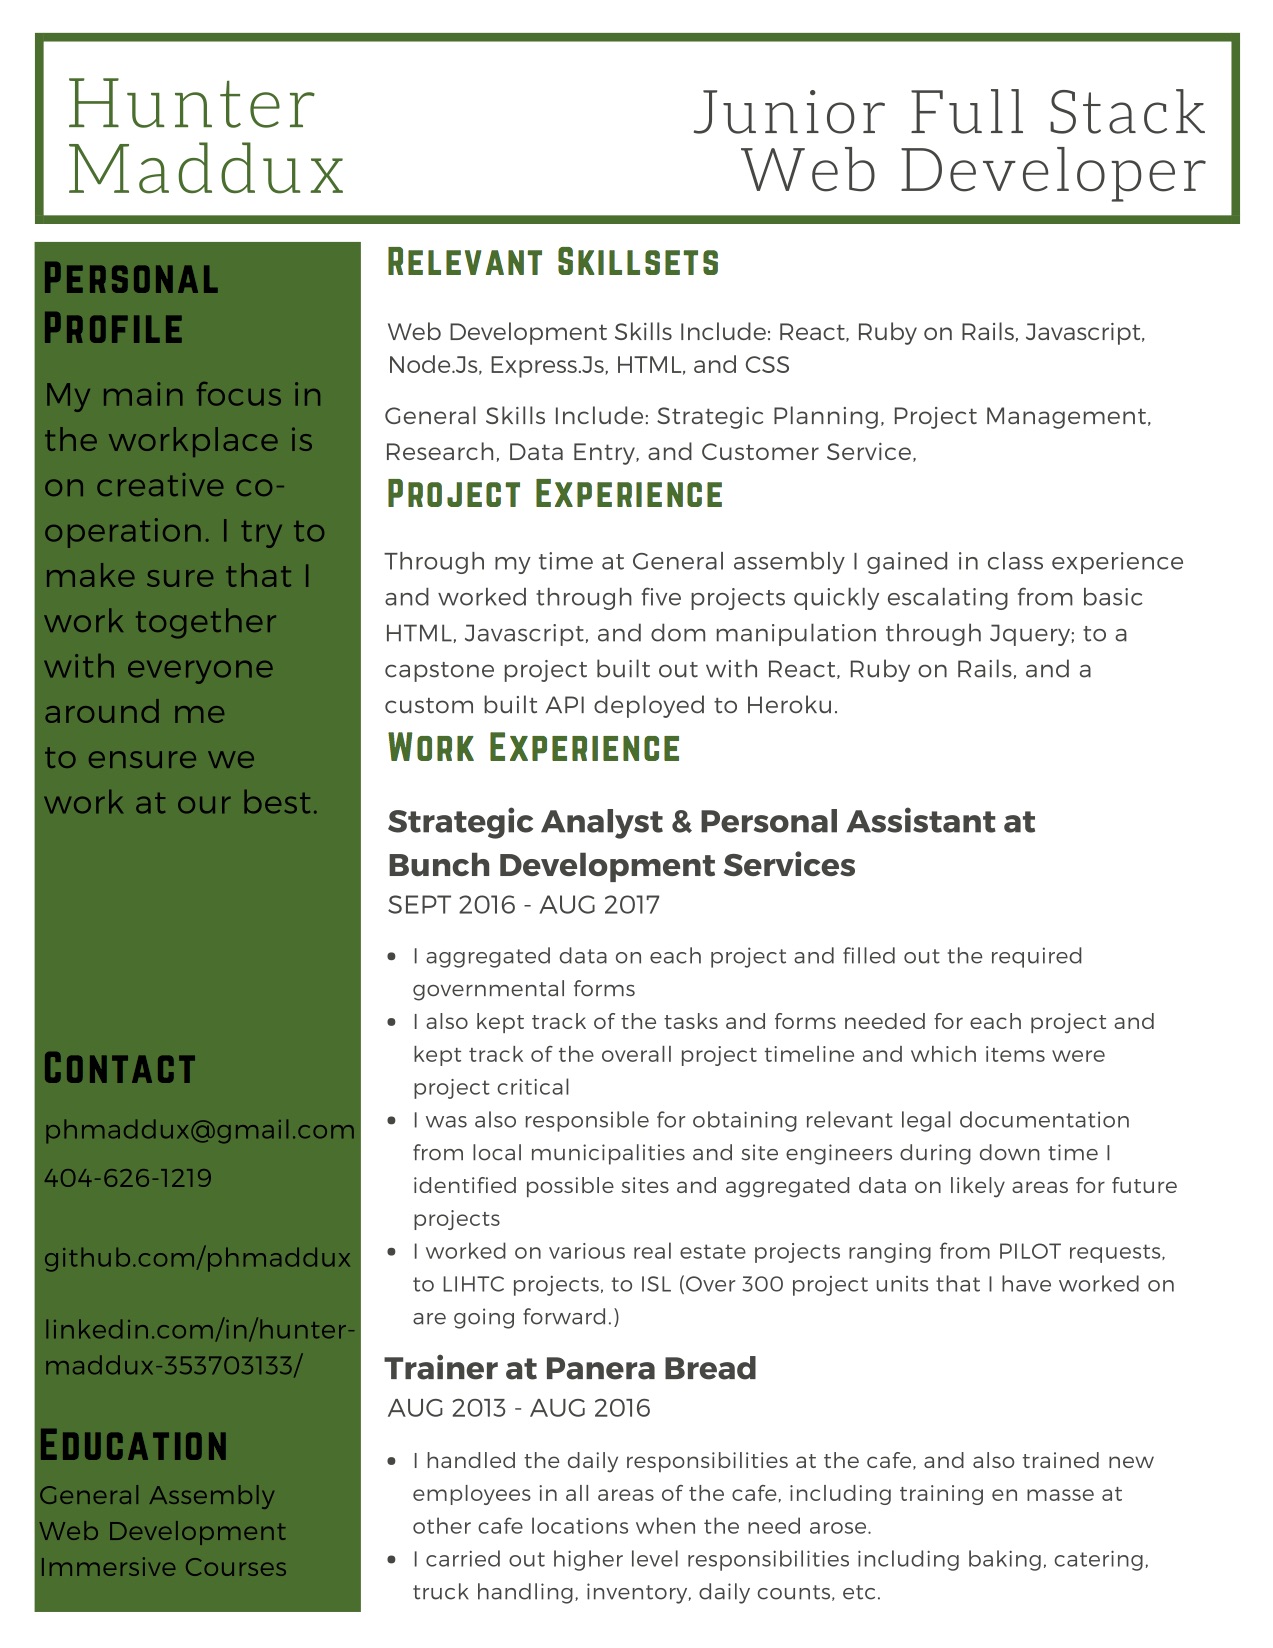 Hunter
Maddux
Junior Full Stack
Web Developer
PERSONAL
PROFILE
My main focus in
the workplace is
on creative co-
operation. I try to
make sure that I
work together
with everyone
around me
to ensure we
work at our best.
CONTACT
phmaddux@gmail.com
404-626-1219
github.com/phmaddux
linkedin.com/in/hunter-
maddux-353703133/
EDUCATION
General Assembly
Web Development
Immersive Courses
RELEVANT SKILLSETS
Web Development Skills Include: React, Ruby on Rails, Javascript,
Node.Js, Express.Js, HTML, and CSS
General Skills Include: Strategic Planning, Project Management,
Research, Data Entry, and Customer Service,
PROJECT EXPERIENCE
Through my time at General assembly I gained in class experience
and worked through five projects quickly escalating from basic
HTML, Javascript, and dom manipulation through Jquery; to a
capstone project built out with React, Ruby on Rails, and a
custom built API deployed to Heroku.
WORK EXPERIENCE
Strategic Analyst & Personal Assistant at
Bunch Development Services
SEPT 2016 - AUG 2017
• I aggregated data on each project and filled out the required
governmental forms
• I also kept track of the tasks and forms needed for each project and
kept track of the overall project timeline and which items were
project critical
• I was also responsible for obtaining relevant legal documentation
from local municipalities and site engineers during down time I
identified possible sites and aggregated data on likely areas for future
projects
• I worked on various real estate projects ranging from PILOT requests,
to LIHTC projects, to ISL (Over 300 project units that I have worked on
are going forward.)
Trainer at Panera Bread
AUG 2013 - AUG 2016
• I handled the daily responsibilities at the cafe, and also trained new
employees in all areas of the cafe, including training en masse at
other cafe locations when the need arose.
• I carried out higher level responsibilities including baking, catering,
truck handling, inventory, daily counts, etc.